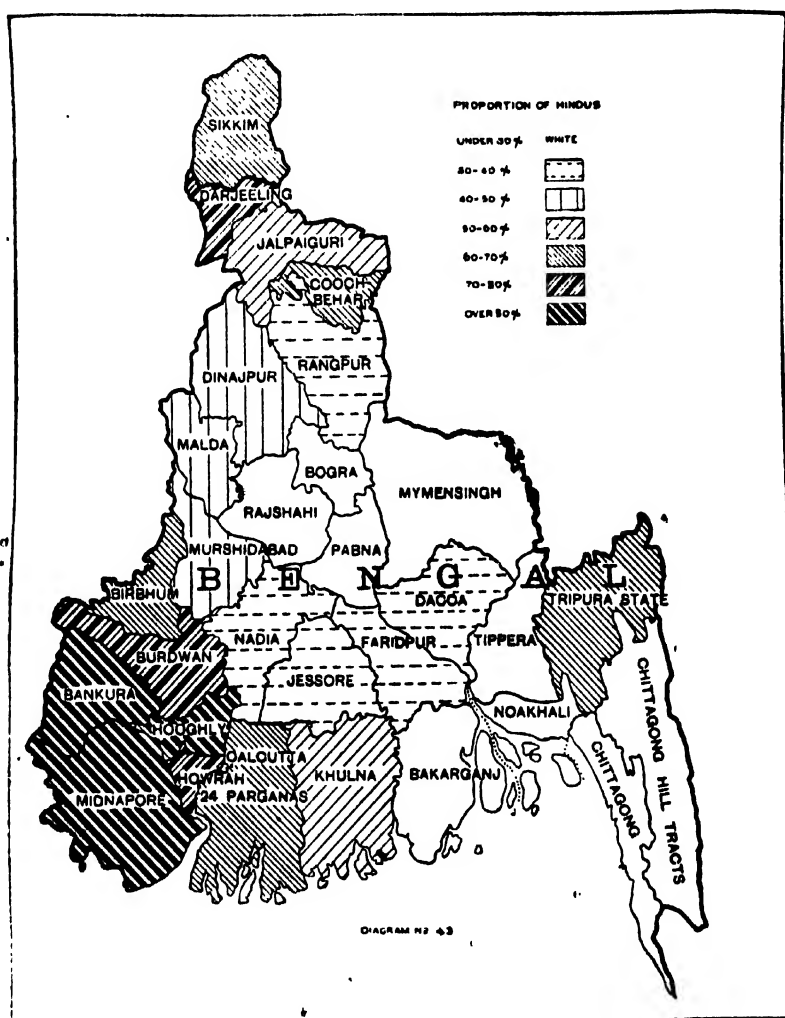 PROPORTION OF HINDUS
UNDER 30% WHITE
30-40%
40-50%
50-60%
60-70%
70-80%
OVER 80%
SIKKIM
DARJEELING
JALPAIGURI
COOCH
BEHAR
RANGPUR
DINAJPUR
MALDA
BOGRA
MYMENSINGH
RAJSHAHI
MURSHIDABAD
PABNA
BENGAL
BIRBHUM
DACCA
TRIPURA STATE
BURDWAN
NADIA
FARIDPUR
TIPPERA
BANKURA
JESSORE
CHITTAGONG HILL TRACTS
HOOGHLY
NOAKHALI
CALCUTTA
HOWRAH
24 PARGANAS
KHULNA
BAKARGANJ
MIDNAPORE
CHITTAGONG
DIAGRAM NO 43